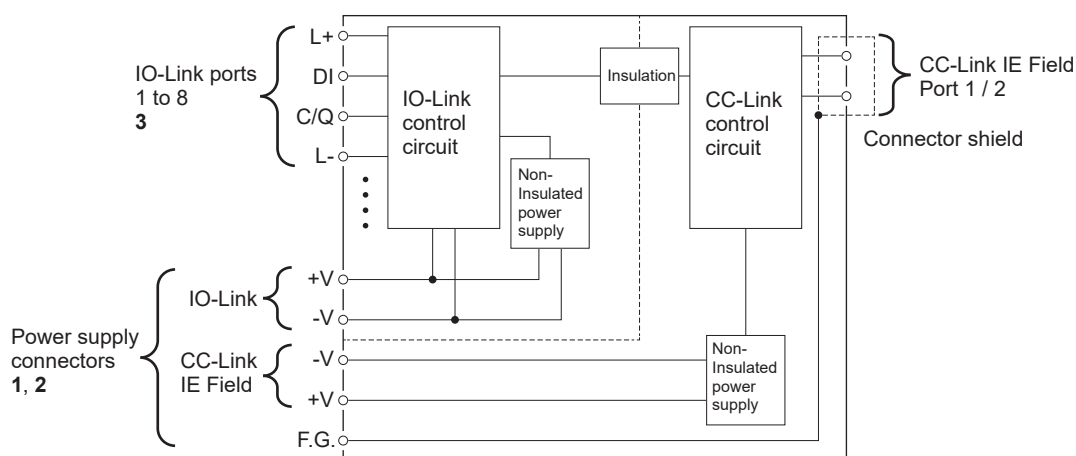 L+
DI
C/Q
L-
IO-Link ports
1 to 8
3
IO-Link
control
circuit
Insulation
CC-Link
control
circuit
CC-Link IE Field
Port 1 / 2
Connector shield
Non-
Insulated
power
supply
+V
-V
IO-Link
Power supply
connectors
1, 2
CC-Link
IE Field
-V
+V
F.G.
Non-
Insulated
power
supply